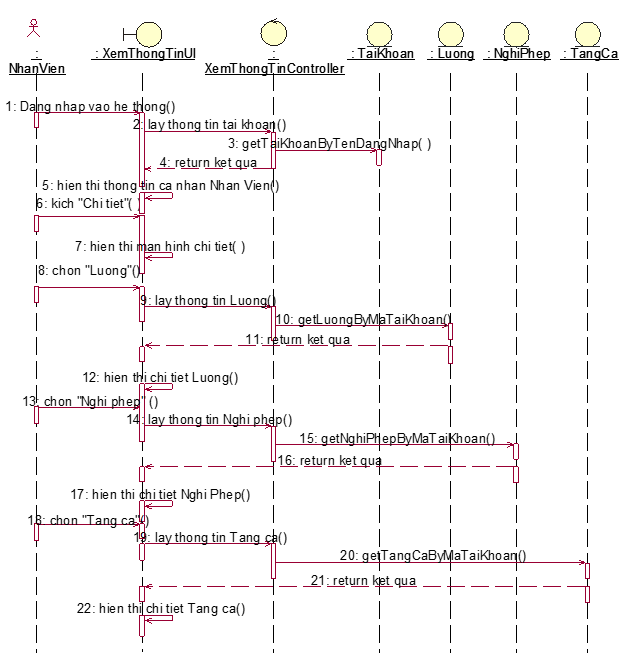 :
NhanVien
: XemThongTinUI
:
XemThongTinController
: TaiKhoan
: Luong
: NghiPhep
: TangCa
1: Dang nhap vao he thong()
2: lay thong tin tai khoan()
3: getTaiKhoanByTenDangNhap( )
4: return ket qua
5: hien thi thong tin ca nhan Nhan Vien()
6: kich "Chi tiet"( )
7: hien thi man hinh chi tiet( )
8: chon "Luong"()
9: lay thong tin Luong()
10: getLuongByMaTaiKhoan()
11: return ket qua
12: hien thi chi tiet Luong()
13: chon "Nghi phep" ()
14: lay thong tin Nghi phep()
15: getNghiPhepByMaTaiKhoan()
16: return ket qua
17: hien thi chi tiet Nghi Phep()
18: chon "Tang ca"()
19: lay thong tin Tang ca()
20: getTangCaByMaTaiKhoan()
21: return ket qua
22: hien thi chi tiet Tang ca()